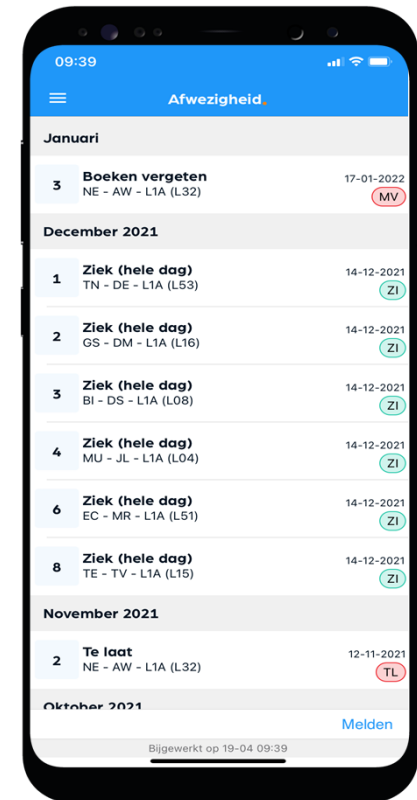 09:39
Afwezigheid.
Januari
3
Boeken vergeten
NE - AW - L1A (L32)
17-01-2022
MV
December 2021
1
Ziek (hele dag)
TN - DE - L1A (L53)
14-12-2021
ZI
2
Ziek (hele dag)
GS - DM - L1A (L16)
14-12-2021
ZI
3
Ziek (hele dag)
BI - DS - L1A (L08)
14-12-2021
ZI
4
Ziek (hele dag)
MU - JL - L1A (L04)
14-12-2021
ZI
6
Ziek (hele dag)
EC - MR - L1A (L51)
14-12-2021
ZI
8
Ziek (hele dag)
TE - TV - L1A (L15)
14-12-2021
ZI
November 2021
2
Te laat
NE - AW - L1A (L32)
12-11-2021
TL
Oktober 2021
Melden
Bijgewerkt op 19-04 09:39